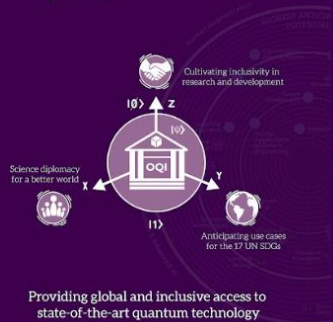 Cultivating inclusivity in
research and development
|0⟩
Z
|ψ⟩
OQI
Science diplomacy
for a better world
X
Y
|1⟩
Anticipating use cases
for the 17 UN SDGs
Providing global and inclusive access to
state-of-the-art quantum technology